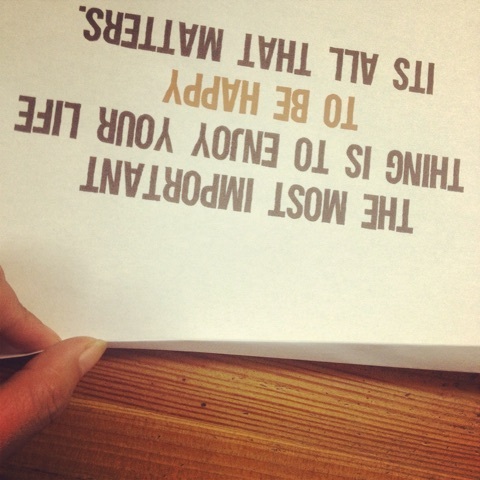 THE MOST IMPORTANT
THING IS TO ENJOY YOUR LIFE
TO BE HAPPY
ITS ALL THAT MATTERS.